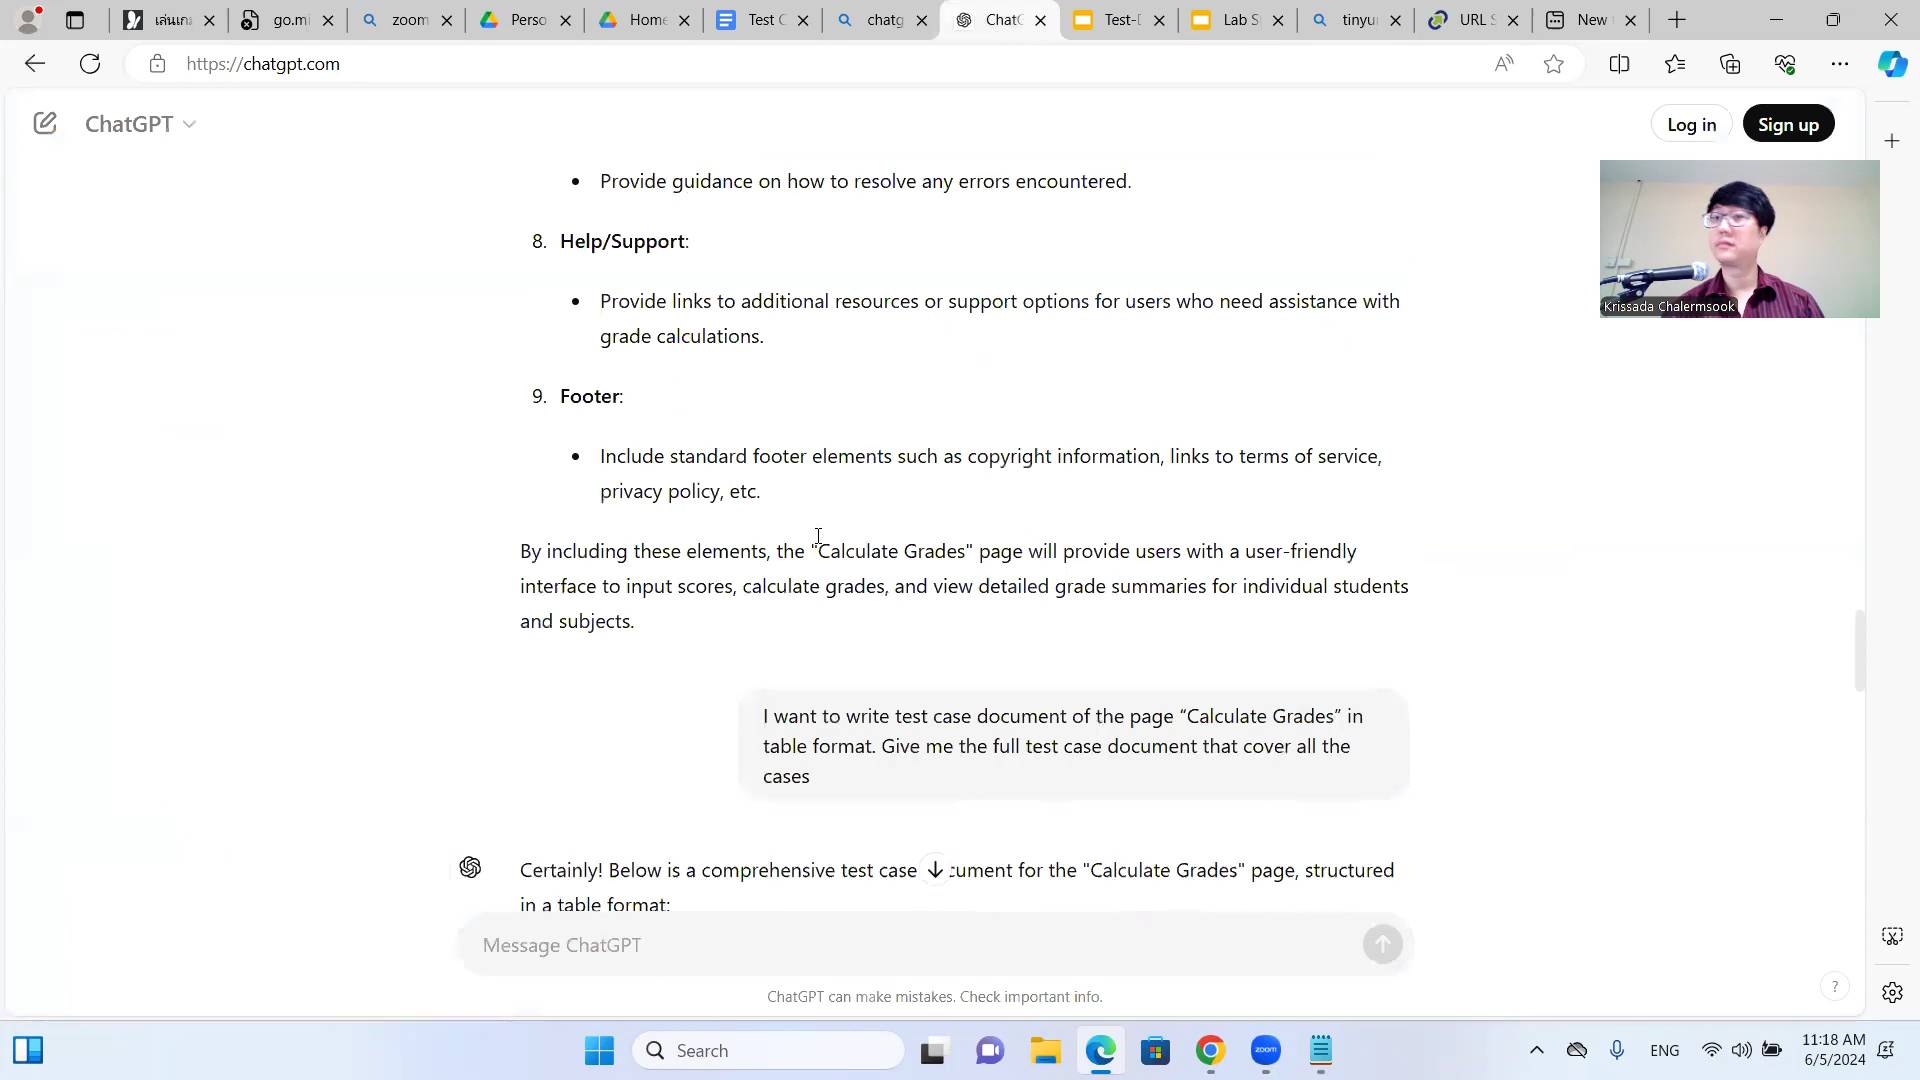 เล่นเกม
go.mi
zoom
Perso
Home
Test C
chatg
ChatG
Test-D
Lab S
tinyu
URL S
New
https://chatgpt.com
ChatGPT
Log in
Sign up
• Provide guidance on how to resolve any errors encountered.
8. Help/Support:
• Provide links to additional resources or support options for users who need assistance with
grade calculations.
Krissada Chalermsook
9. Footer:
• Include standard footer elements such as copyright information, links to terms of service,
privacy policy, etc.
By including these elements, the "Calculate Grades" page will provide users with a user-friendly
interface to input scores, calculate grades, and view detailed grade summaries for individual students
and subjects.
I want to write test case document of the page “Calculate Grades” in
table format. Give me the full test case document that cover all the
cases
Certainly! Below is a comprehensive test case cument for the "Calculate Grades" page, structured
in a table format:
Message ChatGPT
ChatGPT can make mistakes. Check important info.
?
Search
zoom
ENG
11:18 AM
6/5/2024